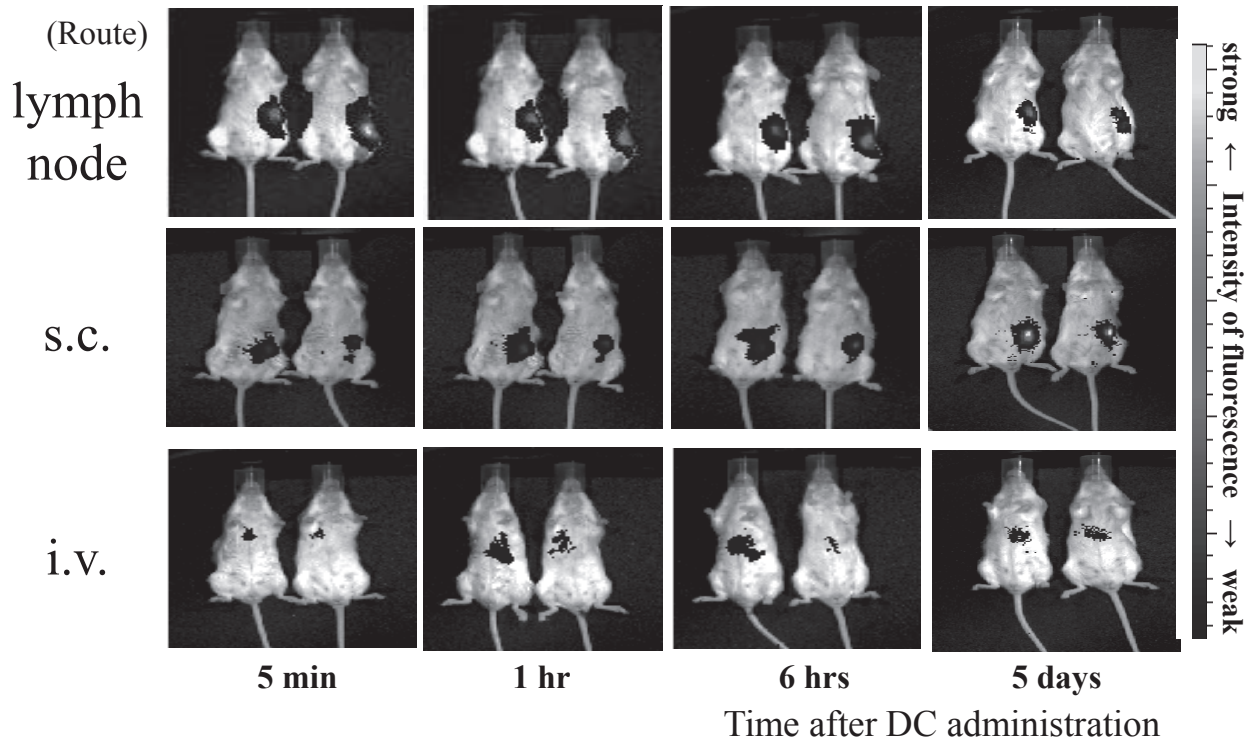 (Route)
lymph
node
s.c.
i.v.
5 min
1 hr
6 hrs
5 days
Time after DC administration
strong ← Intensity of fluorescence → weak